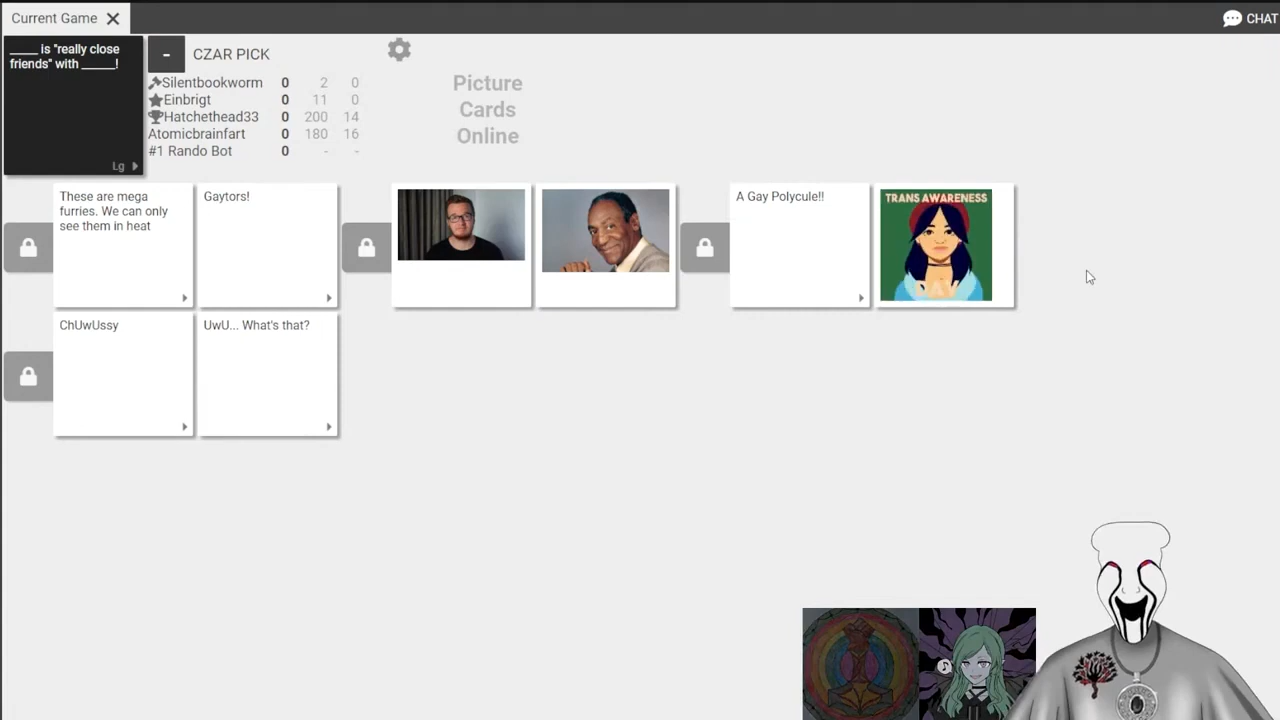 Current Game
CHAT
_____ is "really close
friends" with ______!
Lg
-
CZAR PICK
Silentbookworm 0 2 0
Einbrigt 0 11 0
Hatchethead33 0 200 14
Atomicbrainfart 0 180 16
#1 Rando Bot 0 - -
Picture
Cards
Online
These are mega
furries. We can only
see them in heat
Gaytors!
A Gay Polycule!!
TRANS AWARENESS
DAY
ChUwUssy
UwU... What's that?